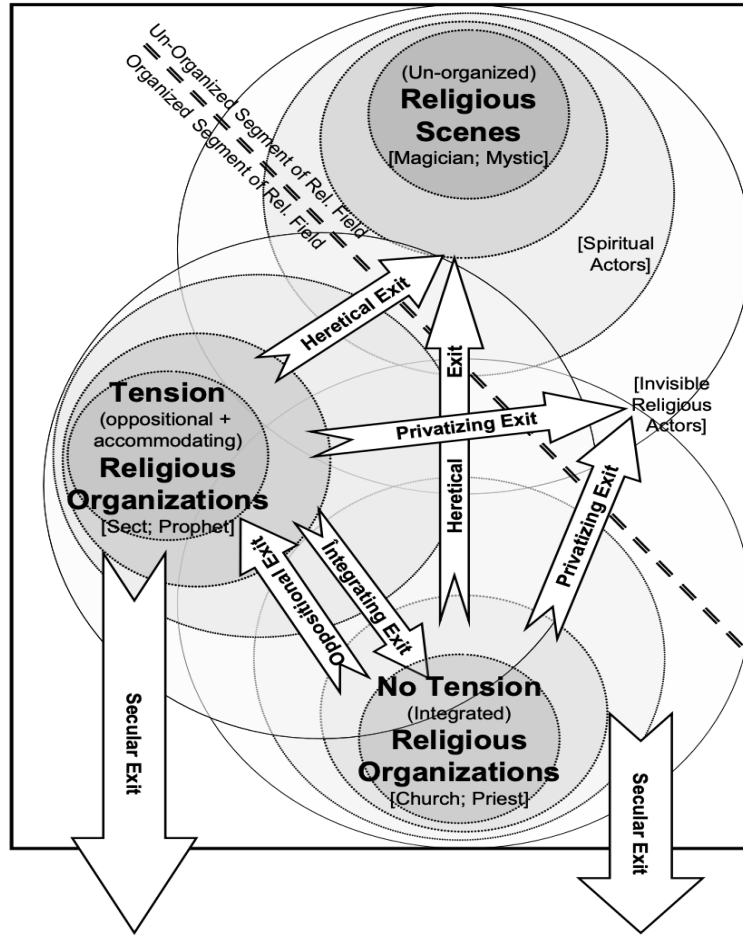 Un-Organized Segment of Rel. Field
Organized Segment of Rel. Field
(Un-organized)
Religious
Scenes
[Magician; Mystic]
[Spiritual
Actors]
Heretical Exit
Exit
Heretical
[Invisible
Religious
Actors]
Privatizing Exit
Tension
(oppositional +
accommodating)
Religious
Organizations
[Sect; Prophet]
Privatizing Exit
Oppositional Exit
Integrating Exit
No Tension
(Integrated)
Religious
Organizations
[Church; Priest]
Secular Exit
Secular Exit